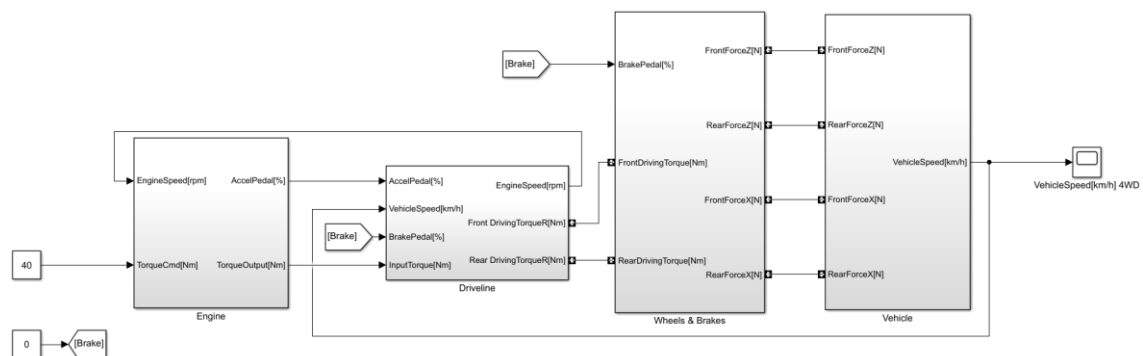 [Brake]
BrakePedal[%]
FrontForceZ[N]
FrontForceZ[N]
RearForceZ[N]
RearForceZ[N]
FrontDrivingTorque[Nm]
VehicleSpeed[km/h]
VehicleSpeed[km/h] 4WD
EngineSpeed[rpm]
AccelPedal[%]
AccelPedal[%]
EngineSpeed[rpm]
VehicleSpeed[km/h]
FrontForceX[N]
FrontForceX[N]
Front DrivingTorqueR[Nm]
[Brake]
BrakePedal[%]
40
TorqueCmd[Nm]
TorqueOutput[Nm]
InputTorque[Nm]
Rear DrivingTorqueR[Nm]
RearDrivingTorque[Nm]
RearForceX[N]
RearForceX[N]
Driveline
Engine
Wheels & Brakes
Vehicle
0
[Brake]